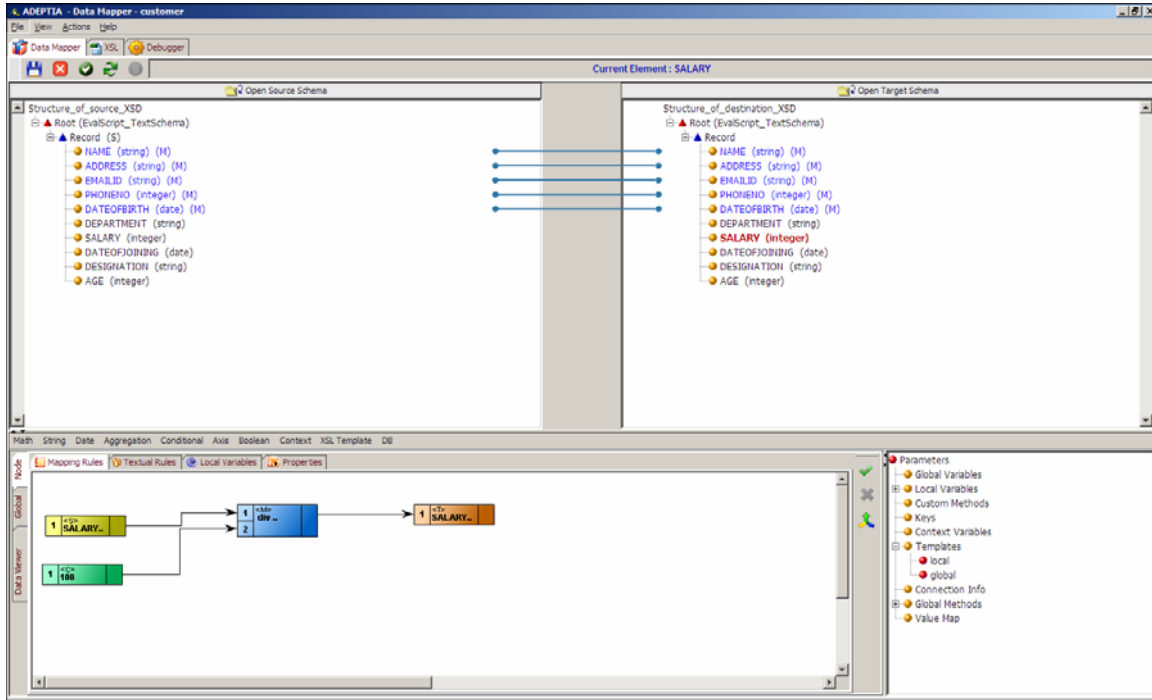 ADEPTIA - Data Mapper - customer
File View Actions Help
Data Mapper XSL Debugger
Current Element : SALARY
Open Source Schema Open Target Schema
Structure_of_source_XSD
Root (EvalScript_TextSchema)
Record (S)
NAME (string) (M)
ADDRESS (string) (M)
EMAILID (string) (M)
PHONENO (integer) (M)
DATEOFBIRTH (date) (M)
DEPARTMENT (string)
SALARY (integer)
DATEOFJOINING (date)
DESIGNATION (string)
AGE (integer)
Structure_of_destination_XSD
Root (EvalScript_TextSchema)
Record
NAME (string) (M)
ADDRESS (string) (M)
EMAILID (string) (M)
PHONENO (integer) (M)
DATEOFBIRTH (date) (M)
DEPARTMENT (string)
SALARY (integer)
DATEOFJOINING (date)
DESIGNATION (string)
AGE (integer)
Math String Date Aggregation Conditional Axis Boolean Context XSL Template DB
Node
Global
Data Viewer
Mapping Rules Textual Rules Local Variables Properties
1 <S> SALARY..
1 <C> 100
1 <M> div ..
2
1 <T> SALARY..
Parameters
Global Variables
Local Variables
Custom Methods
Keys
Context Variables
Templates
local
global
Connection Info
Global Methods
Value Map